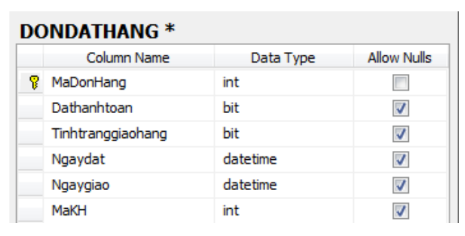 DONDATHANG *
Column Name Data Type Allow Nulls
MaDonHang int
Dathanhtoan bit
Tinhtranggiaohang bit
Ngaydat datetime
Ngaygiao datetime
MaKH int